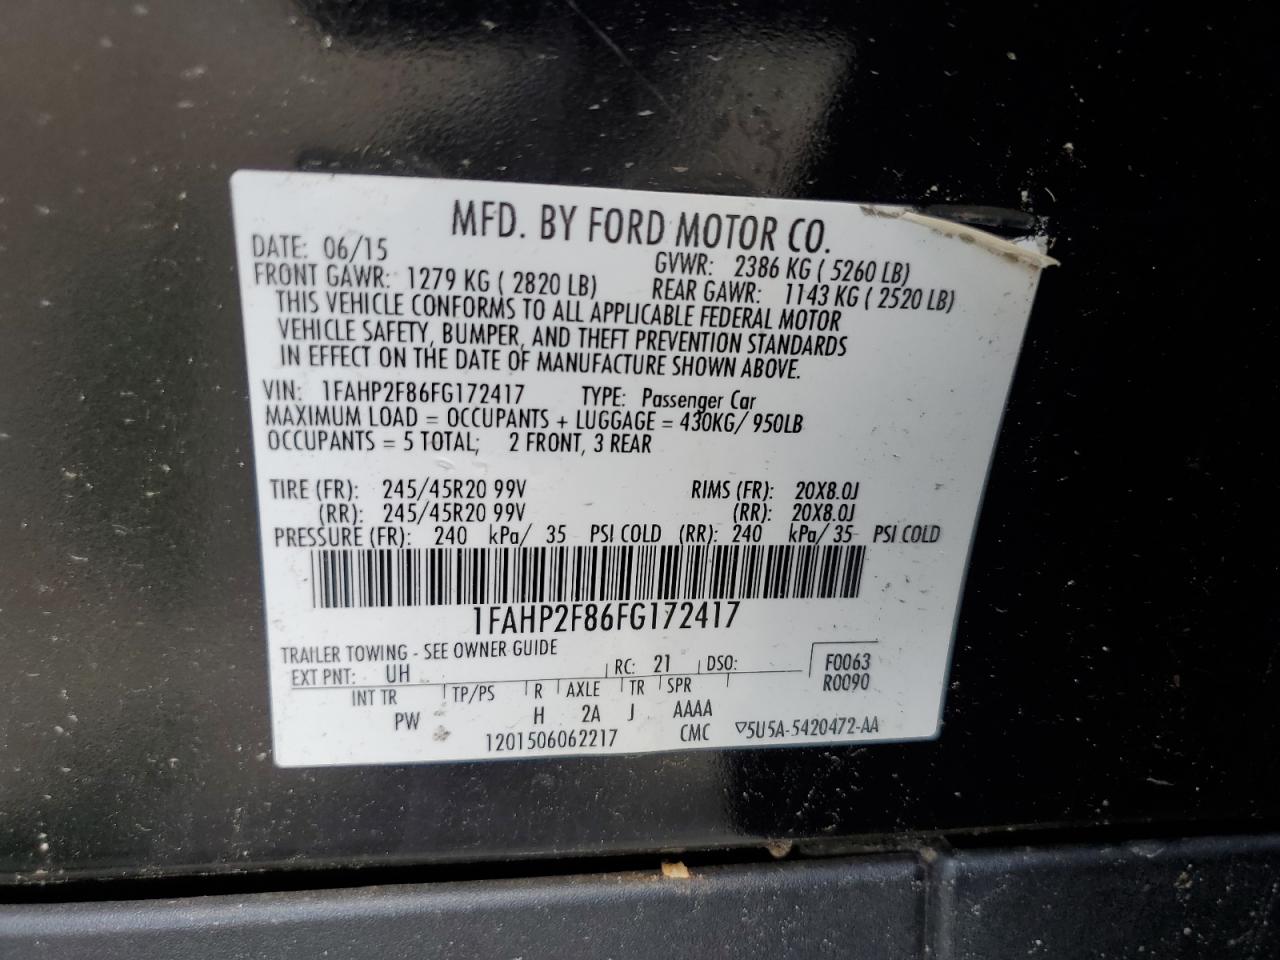 MFD. BY FORD MOTOR CO.
DATE: 06/15 GVWR: 2386 KG ( 5260 LB)
FRONT GAWR: 1279 KG ( 2820 LB) REAR GAWR: 1143 KG ( 2520 LB)
THIS VEHICLE CONFORMS TO ALL APPLICABLE FEDERAL MOTOR
VEHICLE SAFETY, BUMPER, AND THEFT PREVENTION STANDARDS
IN EFFECT ON THE DATE OF MANUFACTURE SHOWN ABOVE.
VIN: 1FAHP2F86FG172417 TYPE: Passenger Car
MAXIMUM LOAD = OCCUPANTS + LUGGAGE = 430KG/ 950LB
OCCUPANTS = 5 TOTAL; 2 FRONT, 3 REAR
TIRE (FR): 245/45R20 99V RIMS (FR): 20X8.0J
(RR): 245/45R20 99V (RR): 20X8.0J
PRESSURE (FR): 240 kPa/ 35 PSI COLD (RR): 240 kPa/ 35 PSI COLD
1FAHP2F86FG172417
TRAILER TOWING - SEE OWNER GUIDE
EXT PNT: UH RC: 21 DSO: F0063
INT TR TP/PS R AXLE TR SPR R0090
PW H 2A J AAAA
1201506062217 CMC ▽5U5A-5420472-AA